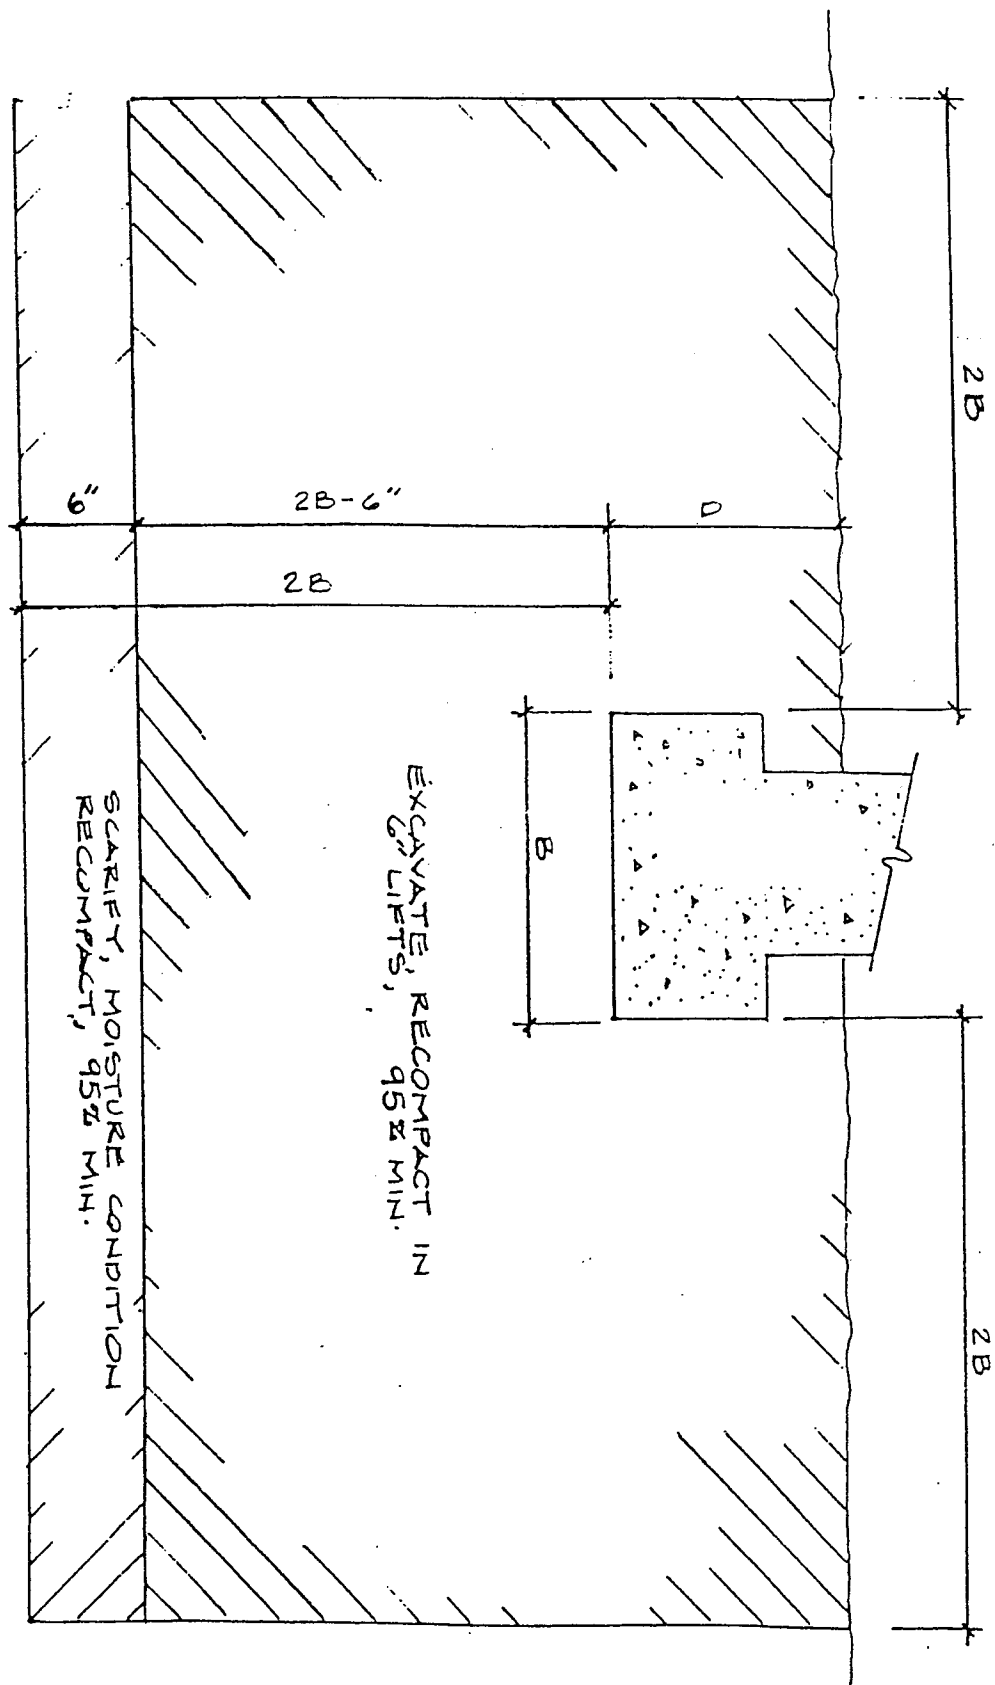 2B
2B
D
2B-6"
6"
2B
B
EXCAVATE, RECOMPACT IN
6" LIFTS, 95% MIN.
SCARIFY, MOISTURE CONDITION
RECOMPACT, 95% MIN.